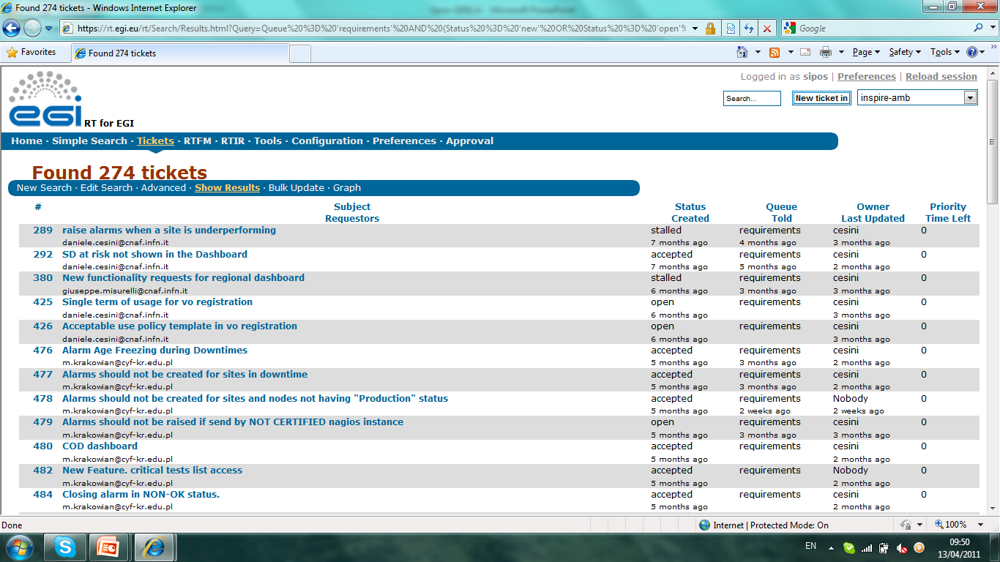 Found 274 tickets - Windows Internet Explorer
https://rt.egi.eu/rt/Search/Results.html?Query=Queue%20%3D%20'requirements'%20AND%20(Status%20%3D%20'new'%20OR%20Status%20%3D%20'open'%
Google
Favorites
Found 274 tickets
Page
Safety
Tools
Logged in as sipos | Preferences | Reload session
Search...
New ticket in
inspire-amb
egi RT for EGI
Home · Simple Search · Tickets · RTFM · RTIR · Tools · Configuration · Preferences · Approval
Found 274 tickets
New Search · Edit Search · Advanced · Show Results · Bulk Update · Graph
# Subject Status Queue Owner Priority
Requestors Created Told Last Updated Time Left
289 raise alarms when a site is underperforming stalled requirements cesini 0
daniele.cesini@cnaf.infn.it 7 months ago 4 months ago 3 months ago
292 SD at risk not shown in the Dashboard accepted requirements cesini 0
daniele.cesini@cnaf.infn.it 7 months ago 5 months ago 2 months ago
380 New functionality requests for regional dashboard stalled requirements cesini 0
giuseppe.misurelli@cnaf.infn.it 6 months ago 3 months ago 3 months ago
425 Single term of usage for vo registration open requirements cesini 0
daniele.cesini@cnaf.infn.it 6 months ago 3 months ago
426 Acceptable use policy template in vo registration open requirements cesini 0
daniele.cesini@cnaf.infn.it 6 months ago 3 months ago
476 Alarm Age Freezing during Downtimes accepted requirements cesini 0
m.krakowian@cyf-kr.edu.pl 5 months ago 3 months ago 2 months ago
477 Alarms should not be created for sites in downtime accepted requirements cesini 0
m.krakowian@cyf-kr.edu.pl 5 months ago 3 months ago 2 months ago
478 Alarms should not be created for sites and nodes not having "Production" status accepted requirements Nobody 0
m.krakowian@cyf-kr.edu.pl 5 months ago 2 weeks ago 2 weeks ago
479 Alarms should not be raised if send by NOT CERTIFIED nagios instance open requirements cesini 0
m.krakowian@cyf-kr.edu.pl 5 months ago 3 months ago 3 months ago
480 COD dashboard accepted requirements cesini 0
m.krakowian@cyf-kr.edu.pl 5 months ago 2 months ago
482 New Feature. critical tests list access accepted requirements Nobody 0
m.krakowian@cyf-kr.edu.pl 5 months ago 2 months ago
484 Closing alarm in NON-OK status. accepted requirements cesini 0
m.krakowian@cyf-kr.edu.pl 5 months ago 2 months ago
Done
Internet | Protected Mode: On
100%
EN
09:50
13/04/2011